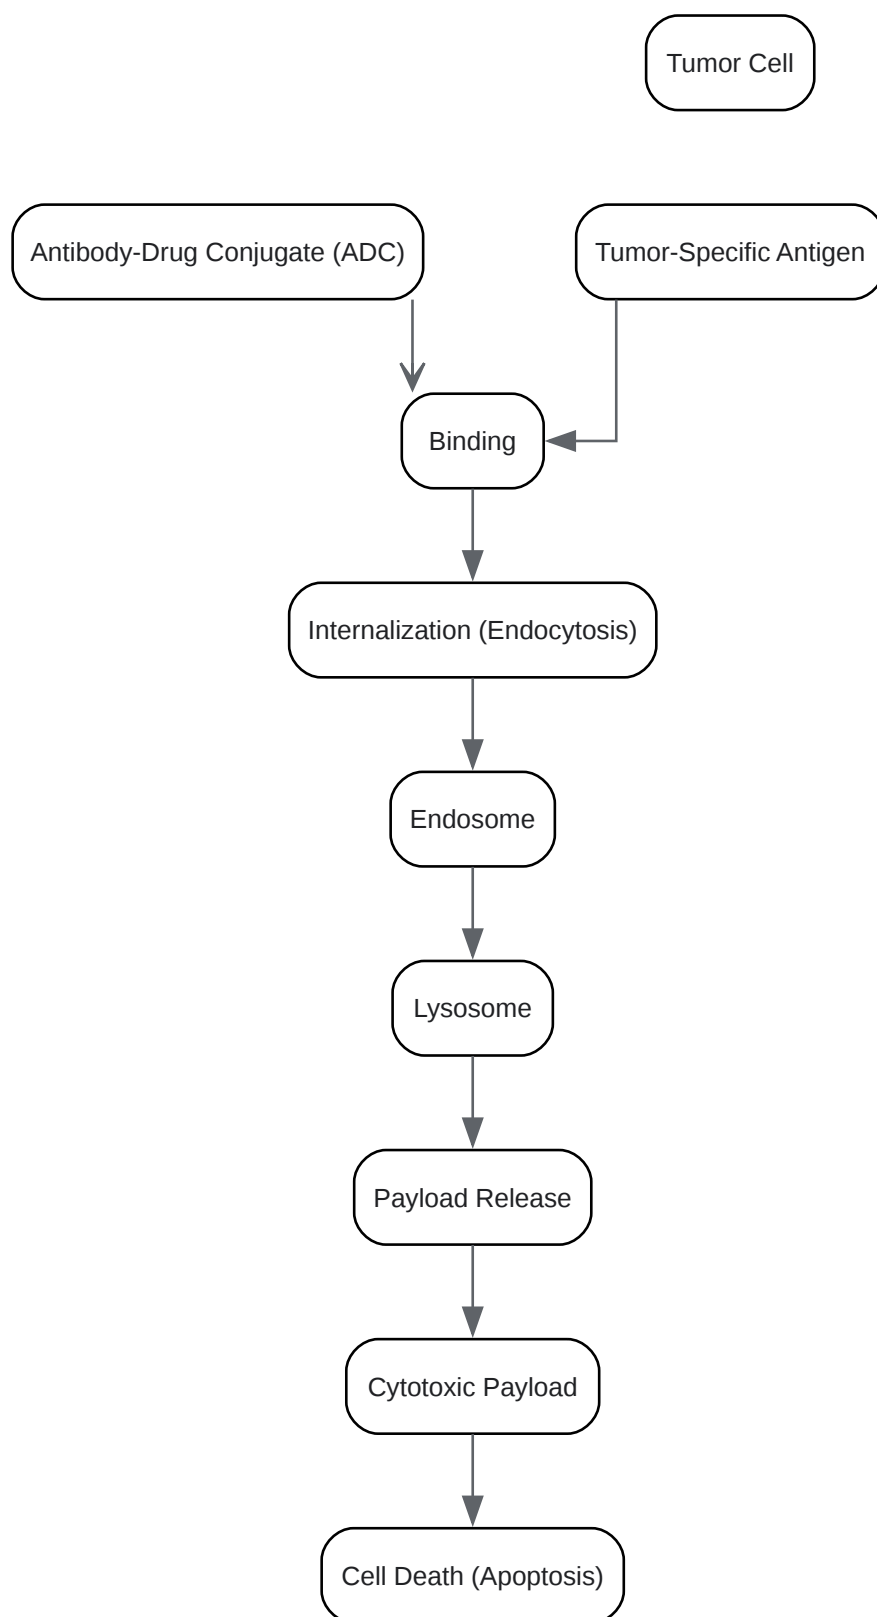 Tumor Cell
Antibody-Drug Conjugate (ADC)
Tumor-Specific Antigen
Binding
Internalization (Endocytosis)
Endosome
Lysosome
Payload Release
Cytotoxic Payload
Cell Death (Apoptosis)